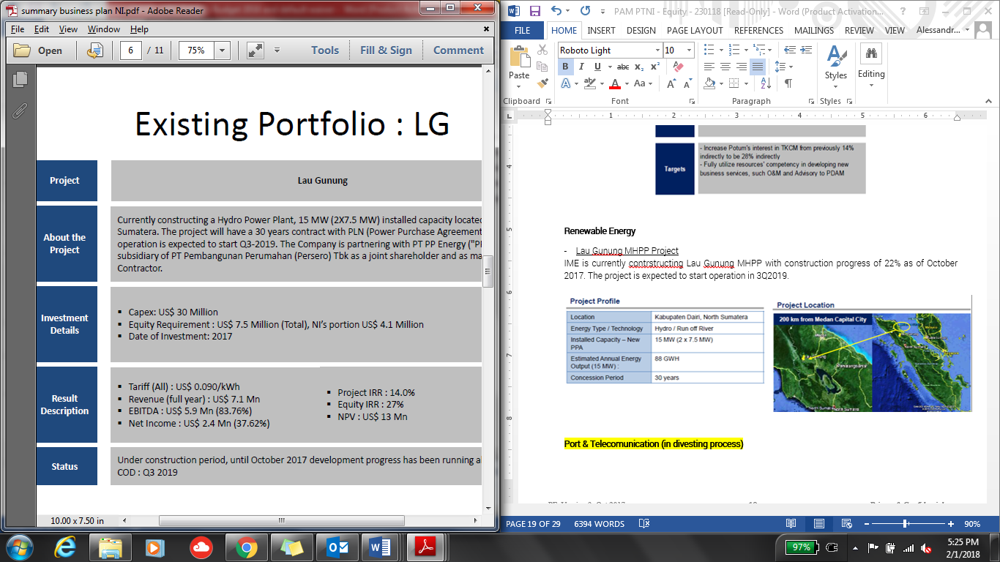 summary business plan NI.pdf - Adobe Reader
File Edit View Window Help
Open 6 / 11 75% Tools Fill & Sign Comment
Existing Portfolio : LG
Project
Lau Gunung
About the Project
Currently constructing a Hydro Power Plant, 15 MW (2X7.5 MW) installed capacity located
Sumatera. The project will have a 30 years contract with PLN (Power Purchase Agreement
operation is expected to start Q3-2019. The Company is partnering with PT PP Energy ("PI
subsidiary of PT Pembangunan Perumahan (Persero) Tbk as a joint shareholder and as ma
Contractor.
Investment Details
▪ Capex: US$ 30 Million
▪ Equity Requirement : US$ 7.5 Million (Total), NI's portion US$ 4.1 Million
▪ Date of Investment: 2017
Result Description
▪ Tariff (All) : US$ 0.090/kWh
▪ Revenue (full year) : US$ 7.1 Mn
▪ EBITDA : US$ 5.9 Mn (83.76%)
▪ Net Income : US$ 2.4 Mn (37.62%)
▪ Project IRR : 14.0%
▪ Equity IRR : 27%
▪ NPV : US$ 13 Mn
Status
Under construction period, until October 2017 development progress has been running a
COD : Q3 2019
10.00 x 7.50 in
PAM PTNI - Equity - 230118 [Read-Only] - Word (Product Activation...
FILE HOME INSERT DESIGN PAGE LAYOUT REFERENCES MAILINGS REVIEW VIEW Alessandr...
Paste
Roboto Light 10
B I U abc x₂ x²
A aby A Aa A A
Styles
Editing
Clipboard Font Paragraph Styles
1 2 3 4 5 6
4
5
6
7
8
Targets
- Increase Potum's interest in TKCM from previously 14%
indirectly to be 28% indirectly
- Fully utilize resources' competency in developing new
business services, such O&M and Advisory to PDAM
Renewable Energy
- Lau Gunung MHPP Project
IME is currently contrstructing Lau Gunung MHPP with construction progress of 22% as of October
2017. The project is expected to start operation in 3Q2019.
Project Profile
Location Kabupaten Dairi, North Sumatera
Energy Type / Technology Hydro / Run off River
Installed Capacity – New PPA 15 MW (2 x 7.5 MW)
Estimated Annual Energy Output (15 MW) : 88 GWH
Concession Period 30 years
Project Location
200 km from Medan Capital City
Port & Telecomunication (in divesting process)
PAGE 19 OF 29 6394 WORDS 90%
97%
5:25 PM
2/1/2018